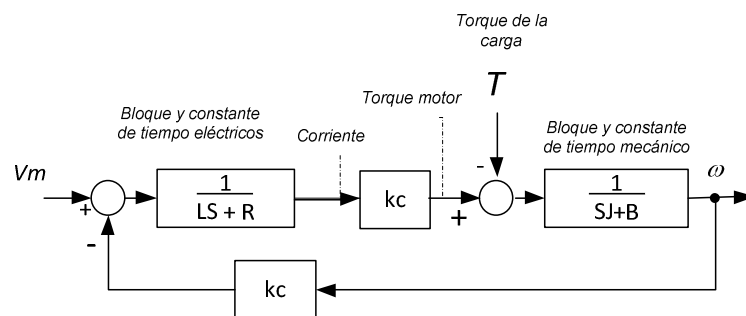 Torque de la
carga
T
Torque motor
Bloque y constante
de tiempo eléctricos
Corriente
Bloque y constante
de tiempo mecánico
Vm
+
-
1
LS + R
kc
+
-
1
SJ+B
ω
kc